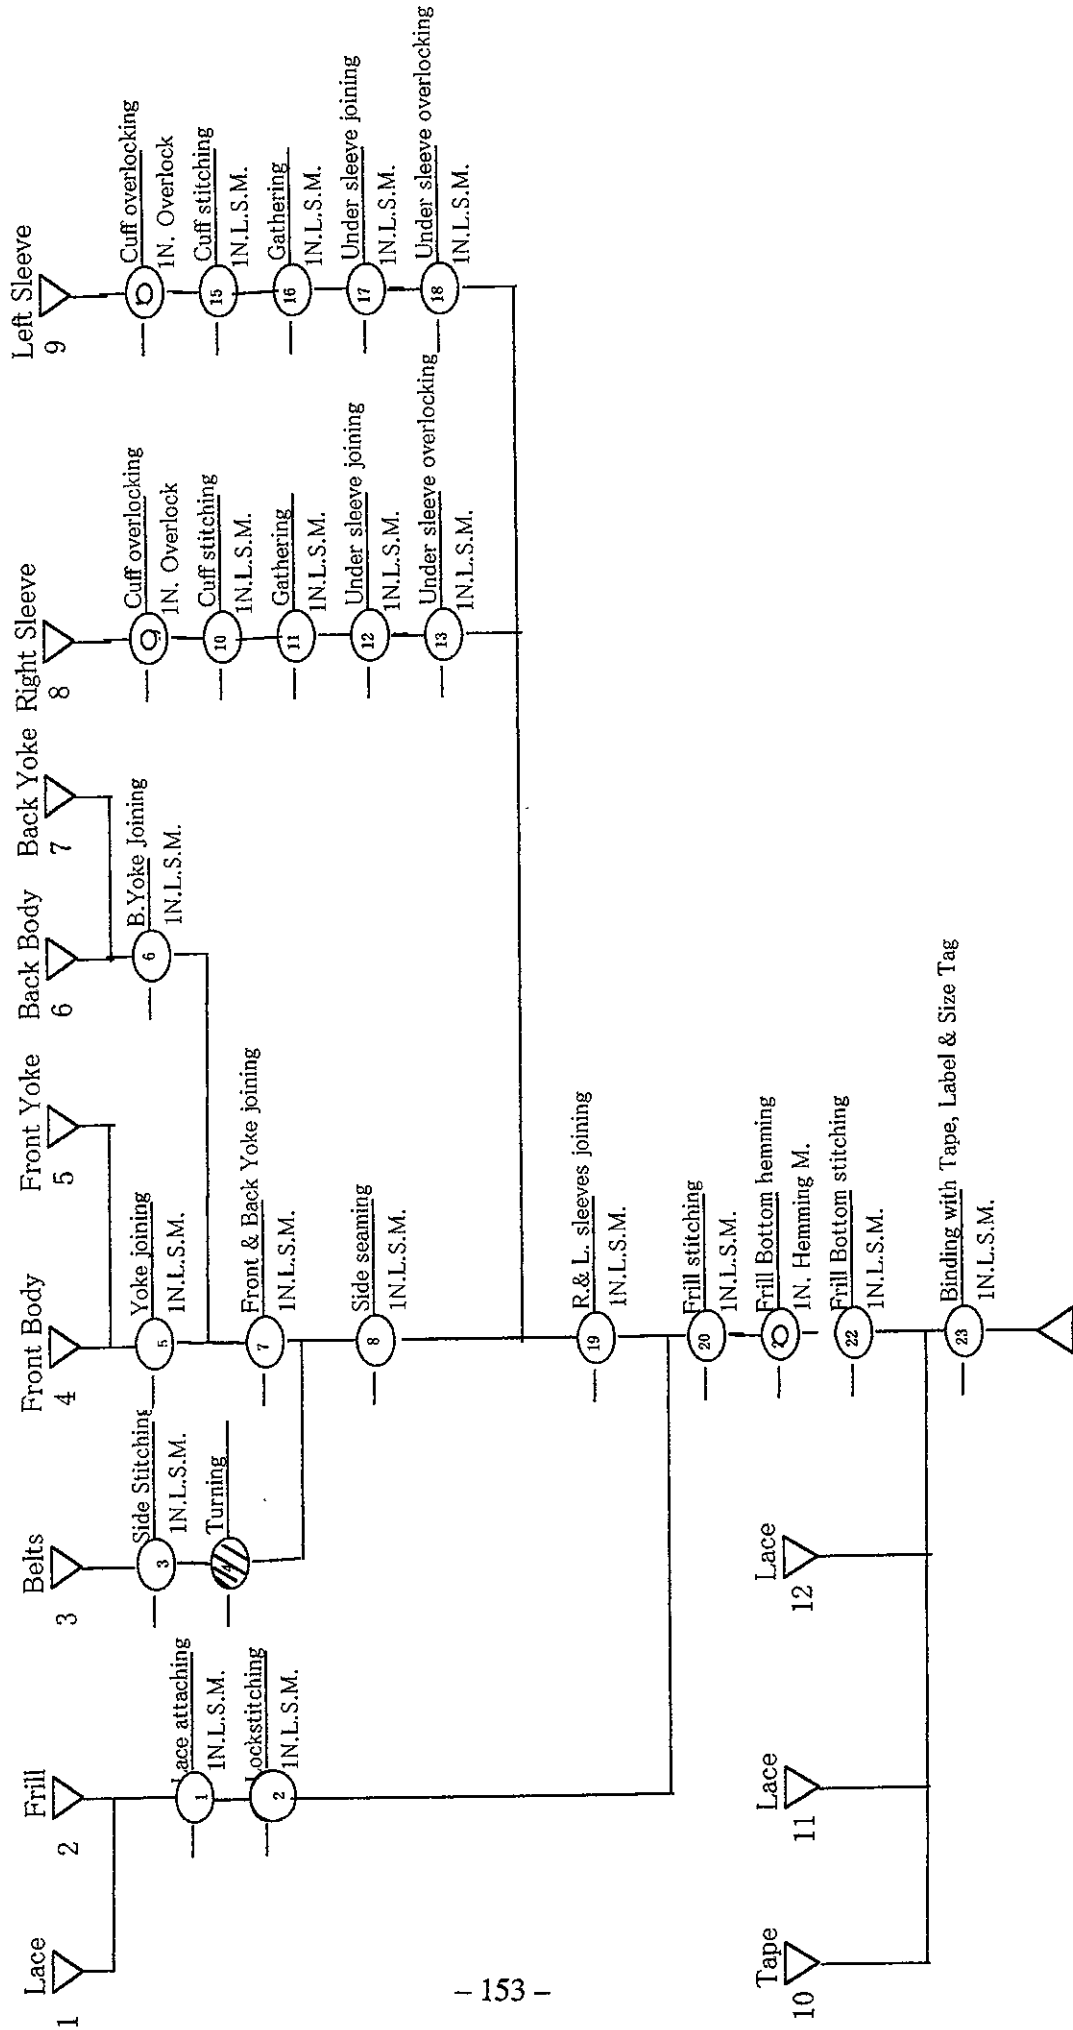 1
Lace
2
Frill
3
Belts
4
Front Body
5
Front Yoke
6
Back Body
7
Back Yoke
8
Right Sleeve
9
Left Sleeve
1
Lace attaching
1N.L.S.M.
2
Lockstitching
1N.L.S.M.
3
Side Stitching
1N.L.S.M.
Turning
5
Yoke joining
1N.L.S.M.
6
B.Yoke Joining
1N.L.S.M.
7
Front & Back Yoke joining
1N.L.S.M.
8
Side seaming
1N.L.S.M.
Cuff overlocking
1N. Overlock
10
Cuff stitching
1N.L.S.M.
11
Gathering
1N.L.S.M.
12
Under sleeve joining
1N.L.S.M.
13
Under sleeve overlocking
1N.L.S.M.
Cuff overlocking
1N. Overlock
15
Cuff stitching
1N.L.S.M.
16
Gathering
1N.L.S.M.
17
Under sleeve joining
1N.L.S.M.
18
Under sleeve overlocking
1N.L.S.M.
19
R.& L. sleeves joining
1N.L.S.M.
20
Frill stitching
1N.L.S.M.
Frill Bottom hemming
1N. Hemming M.
22
Frill Bottom stitching
1N.L.S.M.
10
Tape
11
Lace
12
Lace
23
Binding with Tape, Label & Size Tag
1N.L.S.M.
– 153 –